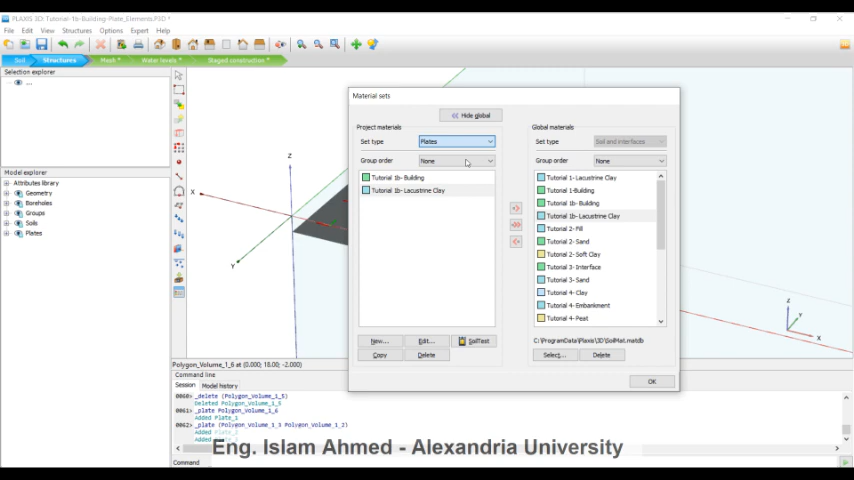 PLAXIS 3D: Tutorial- 1b-Building-Plate_Elements.P3D *
File Edit View Structures Options Expert Help
Soil Structures Mesh * Water levels * Staged construction *
Selection explorer
...
Model explorer
Attributes library
Geometry
Boreholes
Groups
Soils
Plates
Z
X
Y
Material sets
Hide global
Project materials
Set type Plates
Group order None
Tutorial 1b- Building
Tutorial 1b- Lacustrine Clay
New... Edit... SoilTest
Copy Delete
Global materials
Set type Soil and interfaces
Group order None
Tutorial 1- Lacustrine Clay
Tutorial 1-Building
Tutorial 1b- Building
Tutorial 1b- Lacustrine Clay
Tutorial 2- Fill
Tutorial 2- Sand
Tutorial 2- Soft Clay
Tutorial 3- Interface
Tutorial 3- Sand
Tutorial 4- Clay
Tutorial 4- Embankment
Tutorial 4- Peat
C:\ProgramData\Plaxis\3D\SoilMat.matdb
Select... Delete
OK
Z
Y
X
Polygon_Volume_1_6 at (0.000; 18.00; -2.000)
Command line
Session Model history
0060> _delete (Polygon_Volume_1_5)
Deleted Polygon_Volume_1_5
0061> _plate Polygon_Volume_1_6
Added Plate_1
0062> _plate (Polygon_Volume_1_3 Polygon_Volume_1_2)
Added Plate_2
Added
Command
Eng. Islam Ahmed - Alexandria University